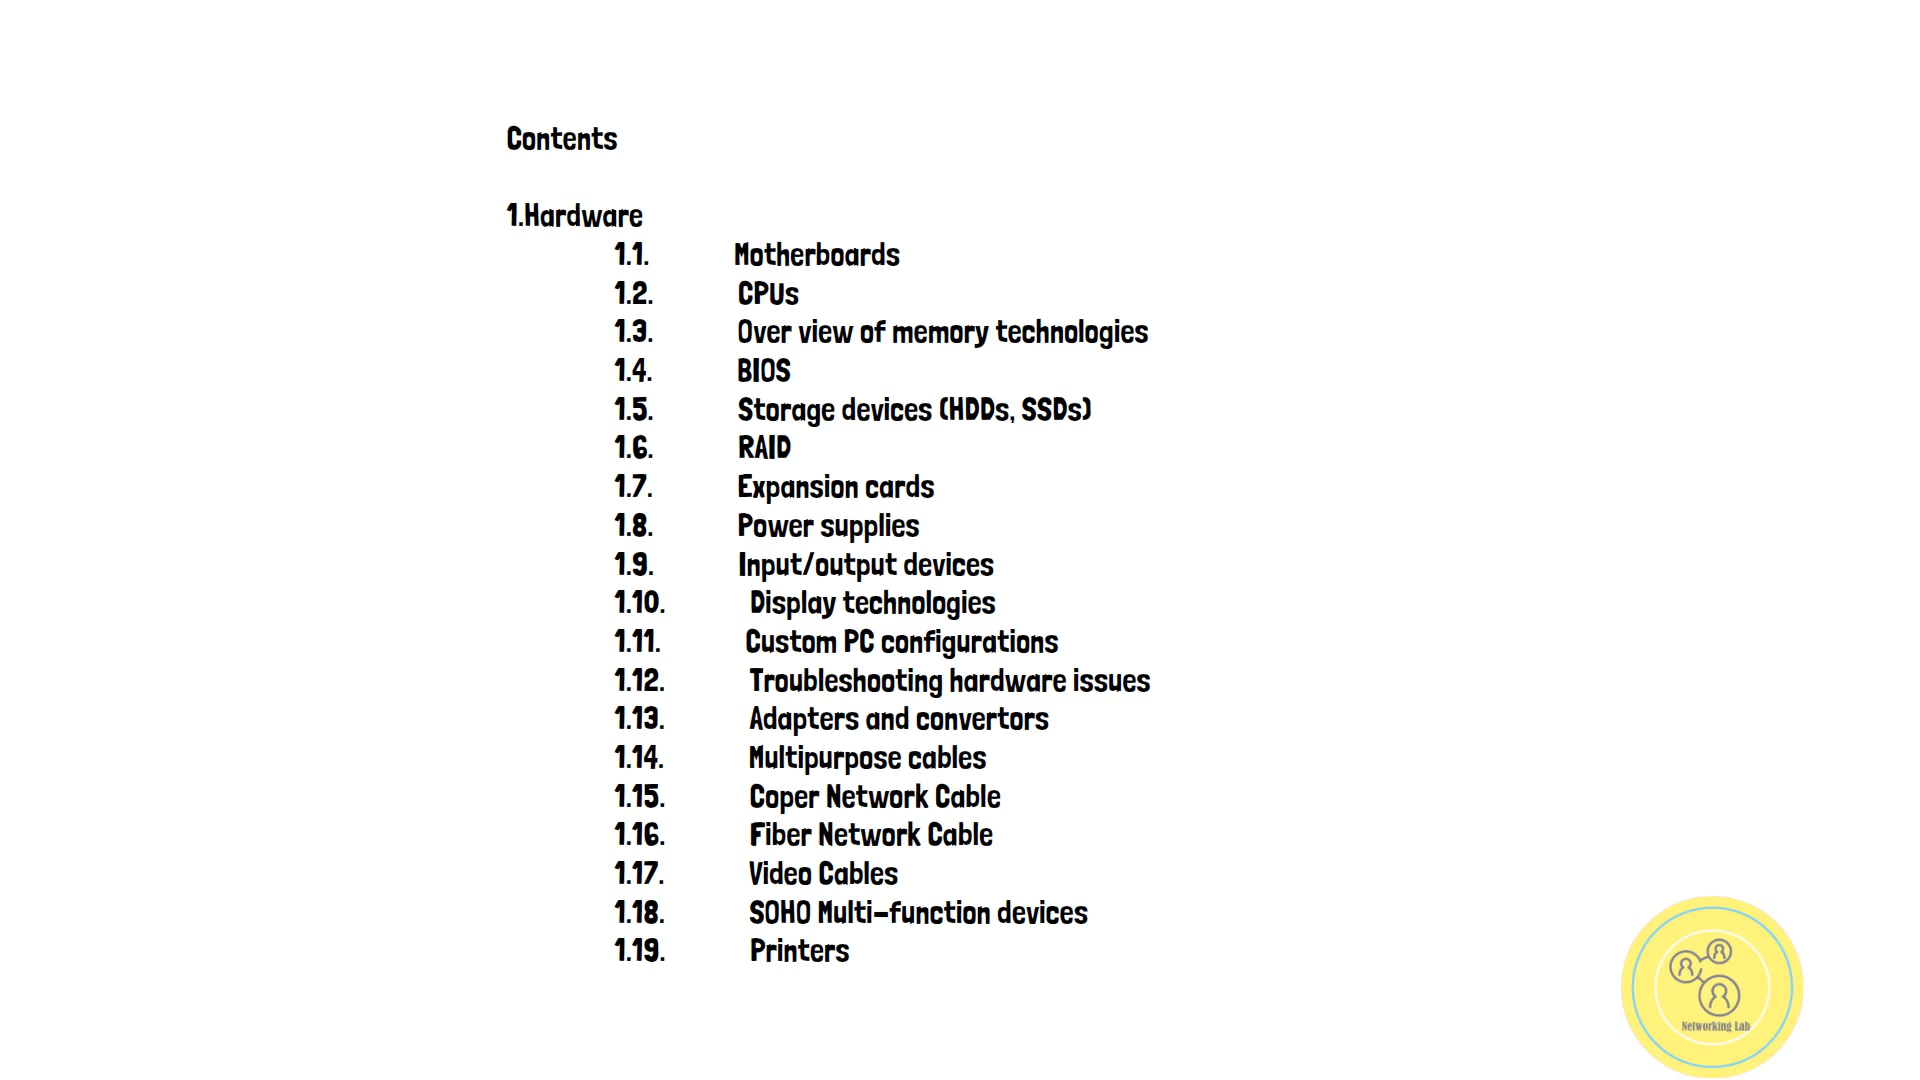 Contents
1.Hardware
1.1. Motherboards
1.2. CPUs
1.3. Over view of memory technologies
1.4. BIOS
1.5. Storage devices (HDDs, SSDs)
1.6. RAID
1.7. Expansion cards
1.8. Power supplies
1.9. Input/output devices
1.10. Display technologies
1.11. Custom PC configurations
1.12. Troubleshooting hardware issues
1.13. Adapters and convertors
1.14. Multipurpose cables
1.15. Coper Network Cable
1.16. Fiber Network Cable
1.17. Video Cables
1.18. SOHO Multi-function devices
1.19. Printers
Networking Lab